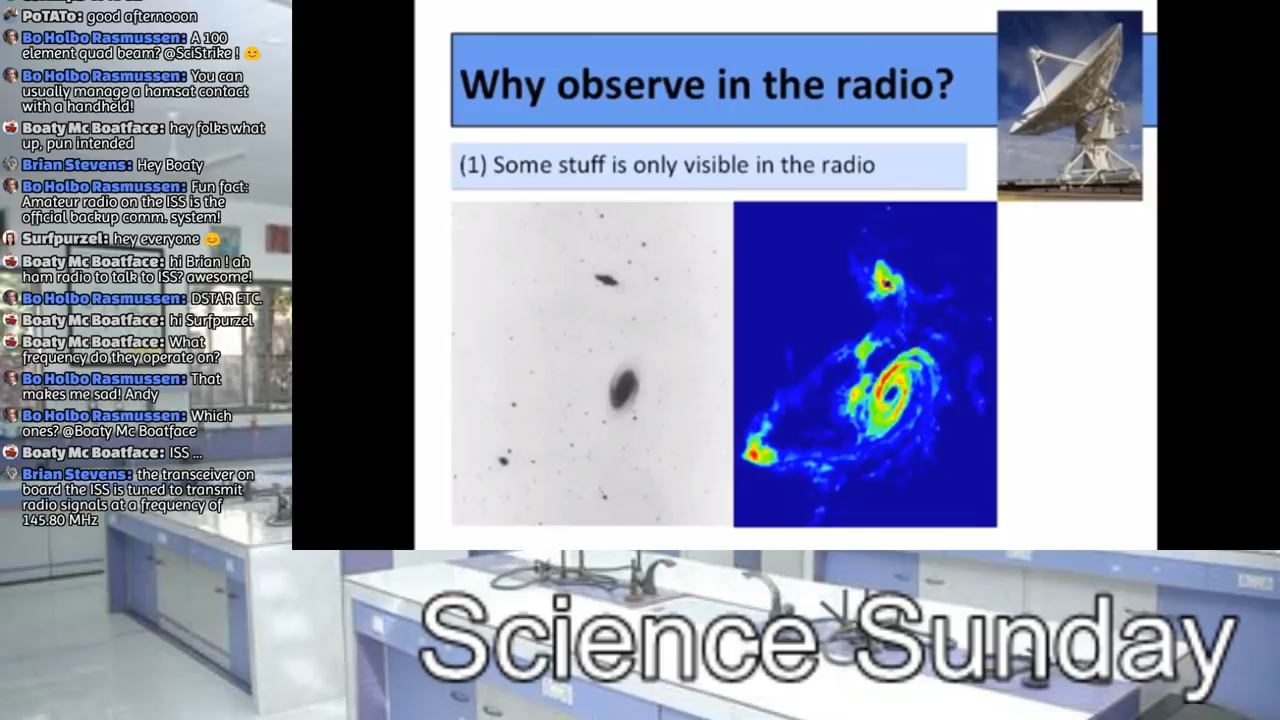 PoTATo: good afternooon
Bo Holbo Rasmussen: A 100
element quad beam? @SciStrike ! 😊
Bo Holbo Rasmussen: You can
usually manage a hamsat contact
with a handheld!
Boaty Mc Boatface: hey folks what
up, pun intended
Brian Stevens: Hey Boaty
Bo Holbo Rasmussen: Fun fact:
Amateur radio on the ISS is the
official backup comm. system!
Surfpurzel: hey everyone 😊
Boaty Mc Boatface: hi Brian ! ah
ham radio to talk to ISS? awesome!
Bo Holbo Rasmussen: DSTAR ETC.
Boaty Mc Boatface: hi Surfpurzel
Boaty Mc Boatface: What
frequency do they operate on?
Bo Holbo Rasmussen: That
makes me sad! Andy
Bo Holbo Rasmussen: Which
ones? @Boaty Mc Boatface
Boaty Mc Boatface: ISS ...
Brian Stevens: the transceiver on
board the ISS is tuned to transmit
radio signals at a frequency of
145.80 MHz
Why observe in the radio?
(1) Some stuff is only visible in the radio
Science Sunday